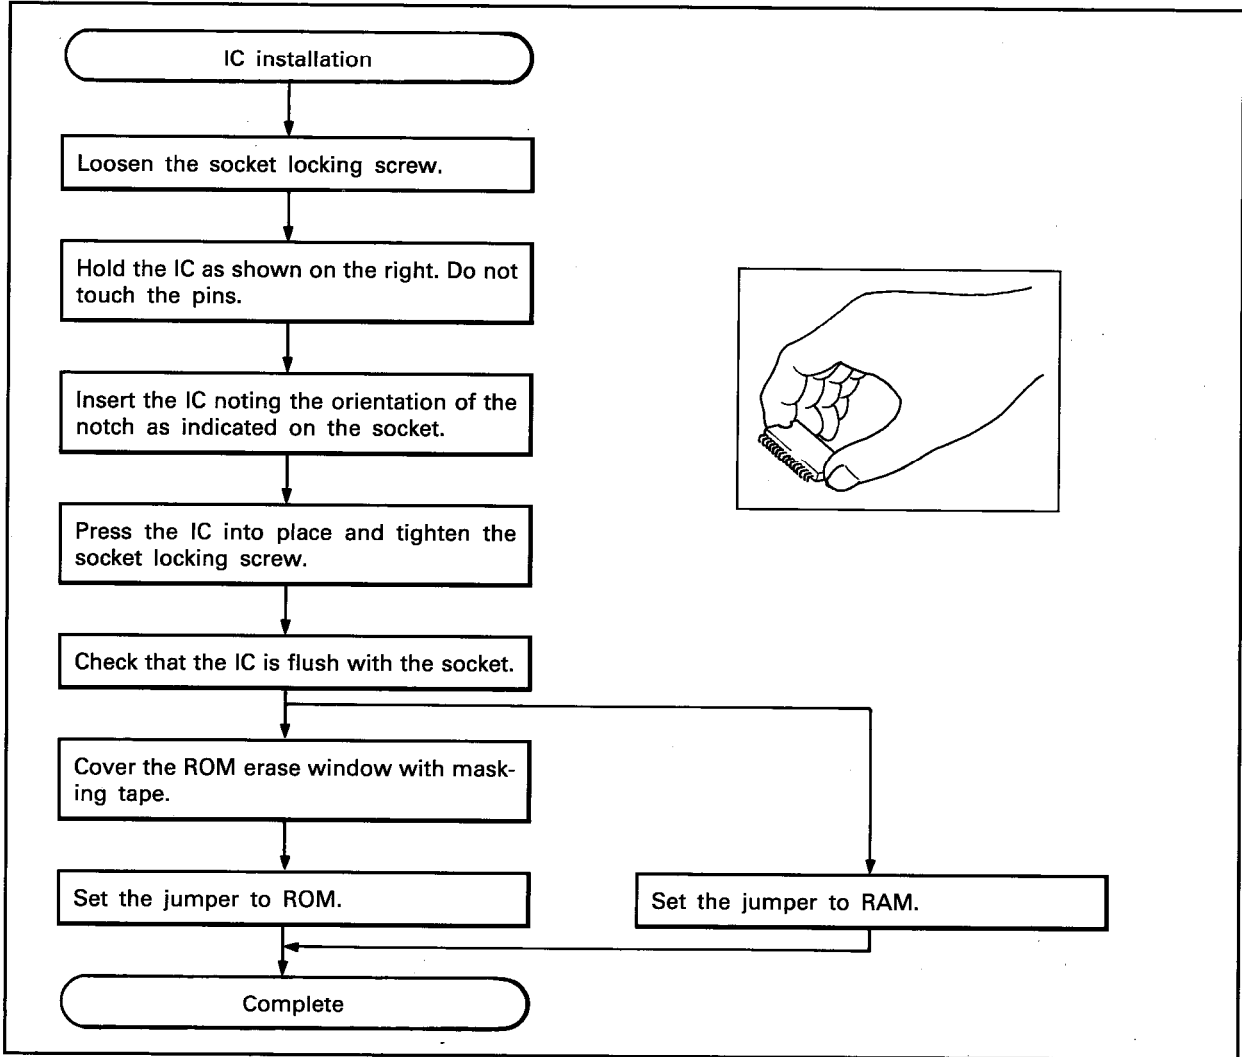 IC installation
Loosen the socket locking screw.
Hold the IC as shown on the right. Do not
touch the pins.
Insert the IC noting the orientation of the
notch as indicated on the socket.
Press the IC into place and tighten the
socket locking screw.
Check that the IC is flush with the socket.
Cover the ROM erase window with mask-
ing tape.
Set the jumper to ROM.
Set the jumper to RAM.
Complete